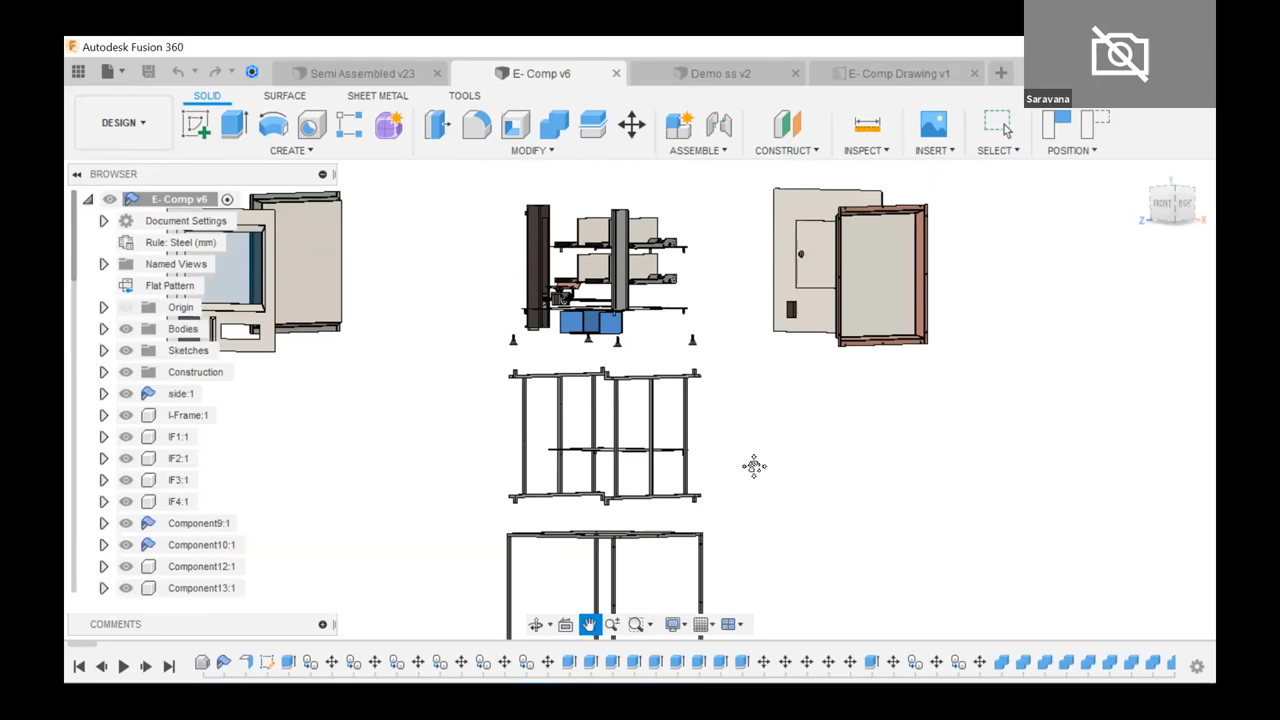 Autodesk Fusion 360
Saravana
Semi Assembled v23
E- Comp v6
Demo ss v2
E- Comp Drawing v1
SOLID
SURFACE
SHEET METAL
TOOLS
DESIGN
CREATE
MODIFY
ASSEMBLE
CONSTRUCT
INSPECT
INSERT
SELECT
POSITION
BROWSER
E- Comp v6
Document Settings
Rule: Steel (mm)
Named Views
Flat Pattern
Origin
Bodies
Sketches
Construction
side:1
I-Frame:1
IF1:1
IF2:1
IF3:1
IF4:1
Component9:1
Component10:1
Component12:1
Component13:1
FRONT
RIGHT
Z
X
COMMENTS